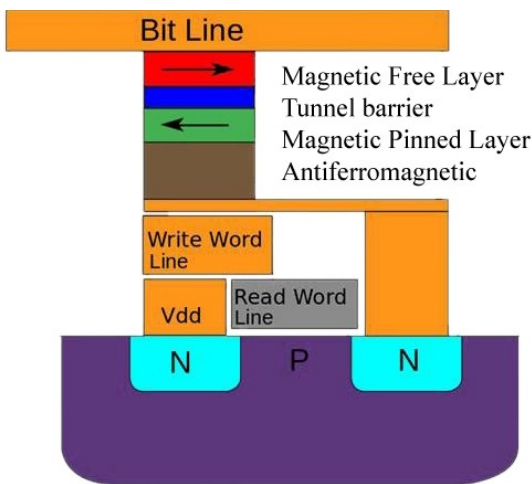 Bit Line
Magnetic Free Layer
Tunnel barrier
Magnetic Pinned Layer
Antiferromagnetic
Write Word
Line
Vdd
Read Word
Line
N
P
N